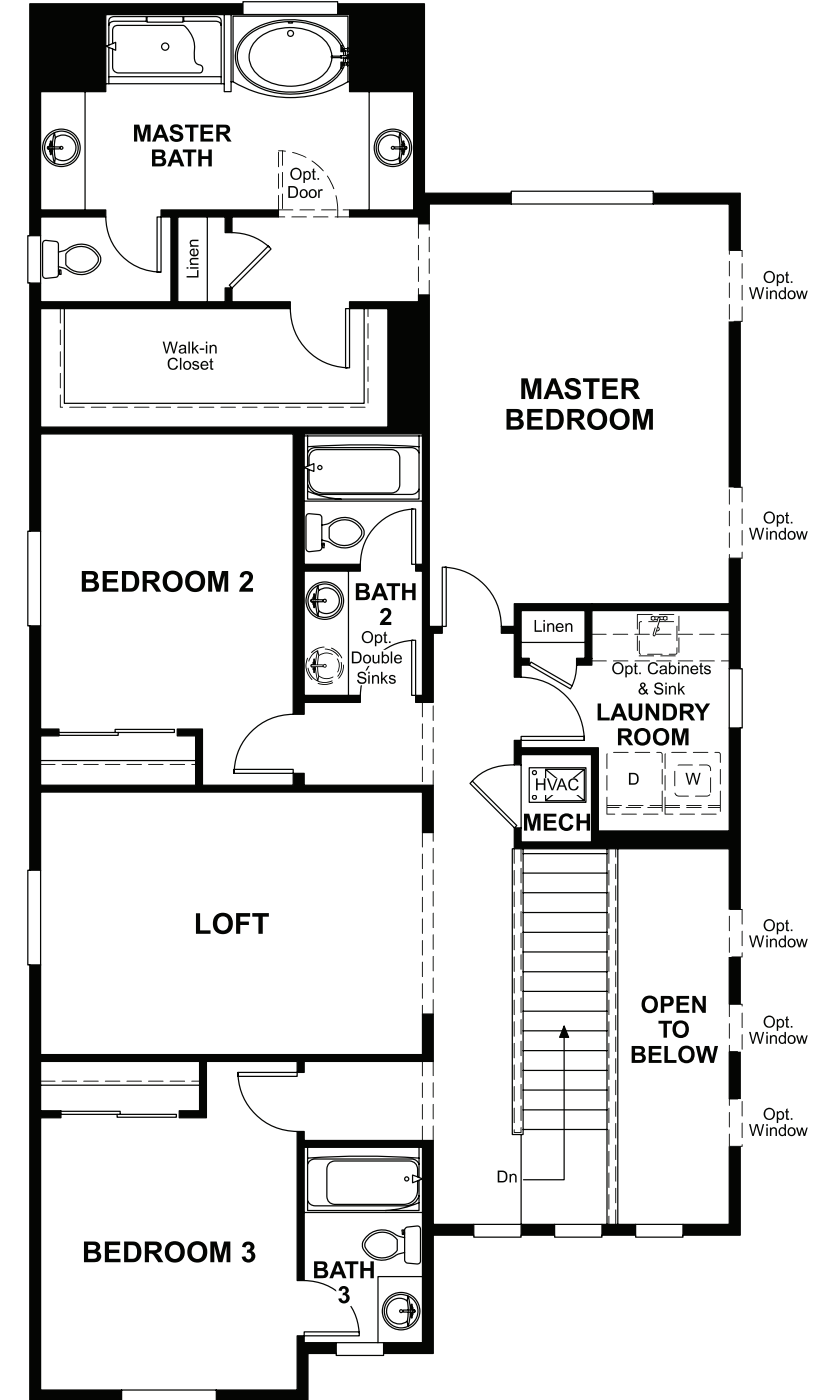 MASTER
BATH
Opt.
Door
Linen
Opt.
Window
Walk-in
Closet
MASTER
BEDROOM
Opt.
Window
BEDROOM 2
BATH
2
Opt.
Double
Sinks
Linen
Opt. Cabinets
& Sink
LAUNDRY
ROOM
D
W
HVAC
MECH
LOFT
Opt.
Window
OPEN
TO
BELOW
Opt.
Window
Opt.
Window
Dn
BEDROOM 3
BATH
3